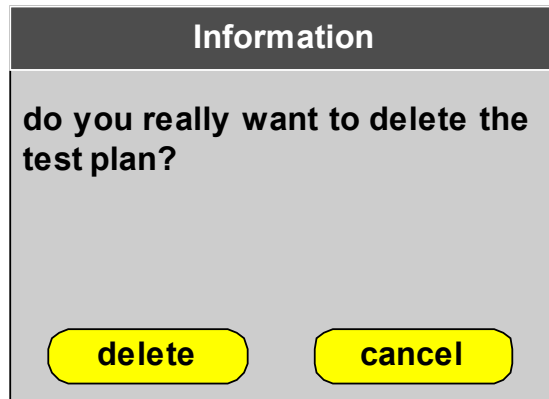 Information
do you really want to delete the
test plan?
delete
cancel